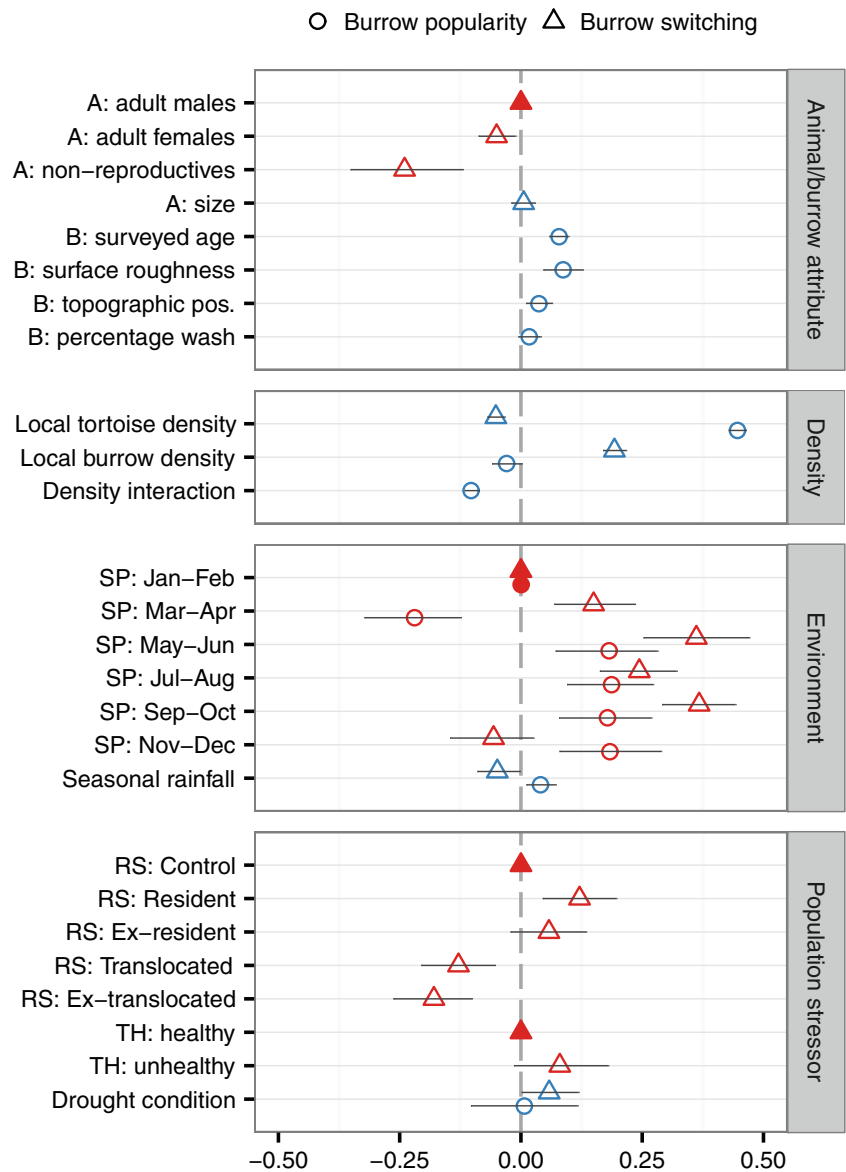 Burrow popularity Burrow switching
A: adult males
A: adult females
A: non−reproductives
A: size
B: surveyed age
B: surface roughness
B: topographic pos.
B: percentage wash
Animal/burrow attribute
Local tortoise density
Local burrow density
Density interaction
Density
SP: Jan−Feb
SP: Mar−Apr
SP: May−Jun
SP: Jul−Aug
SP: Sep−Oct
SP: Nov−Dec
Seasonal rainfall
Environment
RS: Control
RS: Resident
RS: Ex−resident
RS: Translocated
RS: Ex−translocated
TH: healthy
TH: unhealthy
Drought condition
Population stressor
−0.50 −0.25 0.00 0.25 0.50